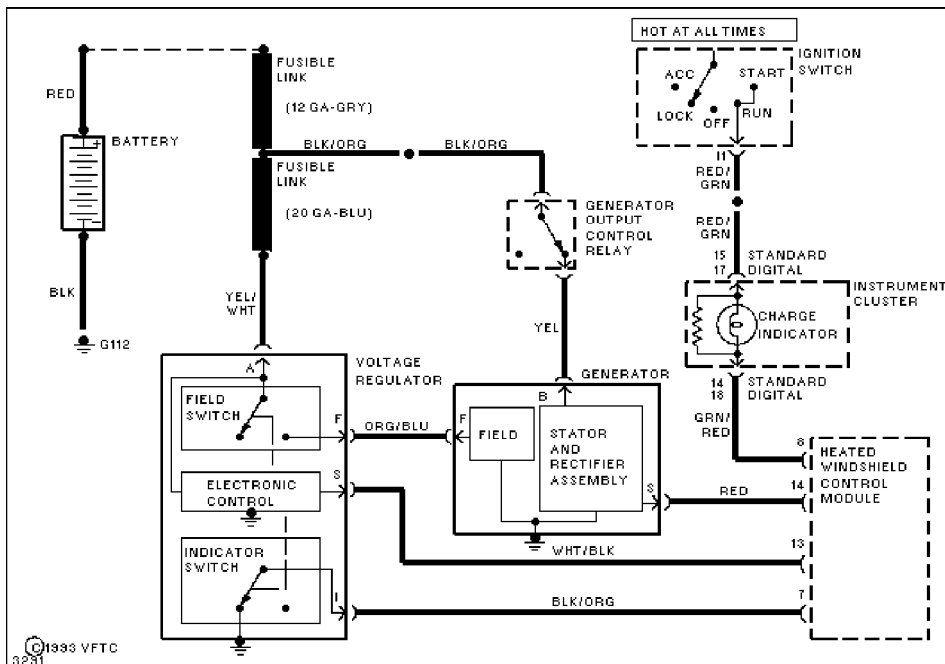 HOT AT ALL TIMES
IGNITION
SWITCH
ACC
START
LOCK
OFF
RUN
I1
RED/
GRN
RED/
GRN
15
17
STANDARD
DIGITAL
INSTRUMENT
CLUSTER
CHARGE
INDICATOR
14
18
STANDARD
DIGITAL
GRN/
RED
FUSIBLE
LINK
(12 GA-GRY)
RED
BATTERY
+
-
BLK/ORG
BLK/ORG
FUSIBLE
LINK
(20 GA-BLU)
GENERATOR
OUTPUT
CONTROL
RELAY
BLK
YEL/
WHT
G112
YEL
VOLTAGE
REGULATOR
A
FIELD
SWITCH
F
ORG/BLU
GENERATOR
B
F
FIELD
STATOR
AND
RECTIFIER
ASSEMBLY
S
RED
S
ELECTRONIC
CONTROL
WHT/BLK
INDICATOR
SWITCH
I
BLK/ORG
8
14
13
7
HEATED
WINDSHIELD
CONTROL
MODULE
©1993 VFTC
3291